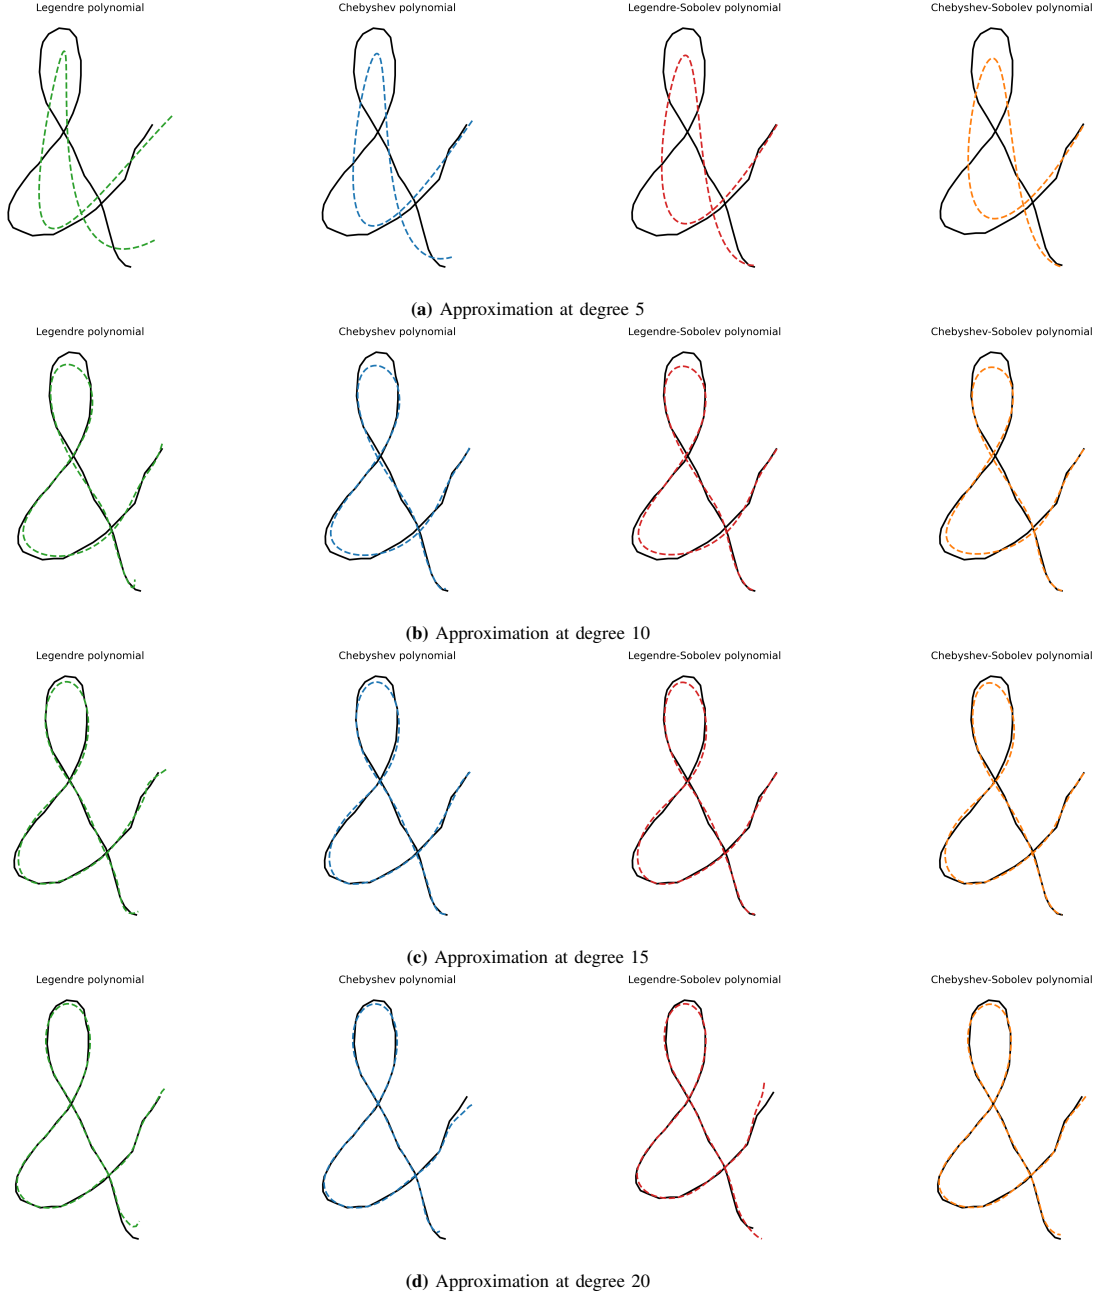 Legendre polynomial Chebyshev polynomial Legendre-Sobolev polynomial Chebyshev-Sobolev polynomial
(a) Approximation at degree 5
Legendre polynomial Chebyshev polynomial Legendre-Sobolev polynomial Chebyshev-Sobolev polynomial
(b) Approximation at degree 10
Legendre polynomial Chebyshev polynomial Legendre-Sobolev polynomial Chebyshev-Sobolev polynomial
(c) Approximation at degree 15
Legendre polynomial Chebyshev polynomial Legendre-Sobolev polynomial Chebyshev-Sobolev polynomial
(d) Approximation at degree 20